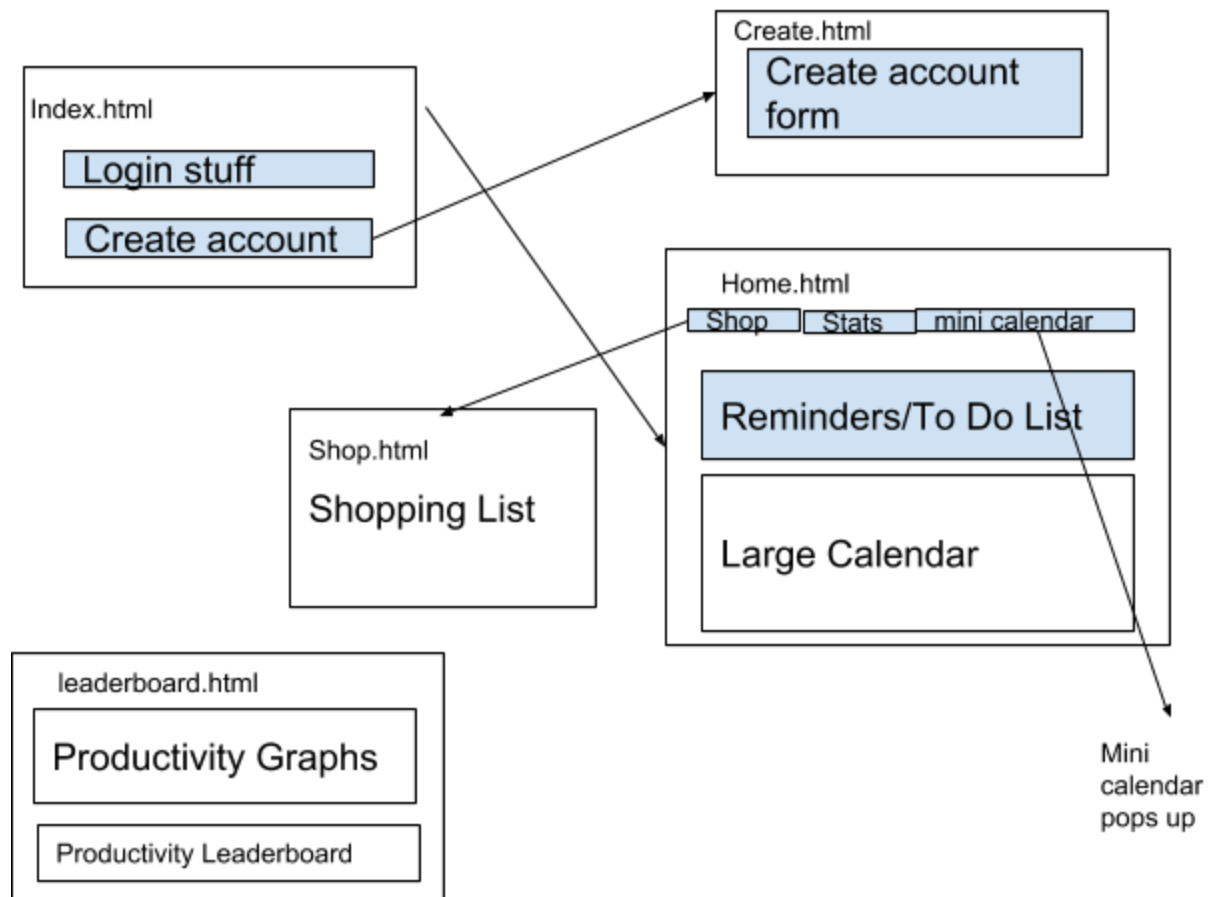 Index.html
Login stuff
Create account
Create.html
Create account
form
Home.html
Shop
Stats
mini calendar
Reminders/To Do List
Large Calendar
Shop.html
Shopping List
leaderboard.html
Productivity Graphs
Productivity Leaderboard
Mini
calendar
pops up